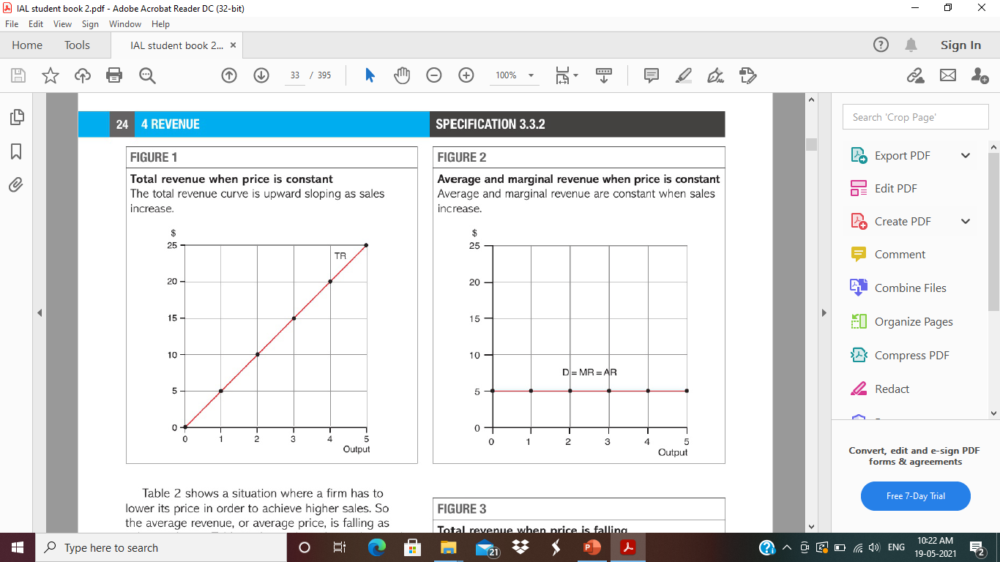 IAL student book 2.pdf - Adobe Acrobat Reader DC (32-bit)
File Edit View Sign Window Help
Home Tools IAL student book 2... × Sign In
33 / 395 100%
24 4 REVENUE SPECIFICATION 3.3.2
FIGURE 1
Total revenue when price is constant
The total revenue curve is upward sloping as sales
increase.
$
25
TR
20
15
10
5
0
0 1 2 3 4 5
Output
FIGURE 2
Average and marginal revenue when price is constant
Average and marginal revenue are constant when sales
increase.
$
25
20
15
10
D = MR = AR
5
0
0 1 2 3 4 5
Output
Table 2 shows a situation where a firm has to
lower its price in order to achieve higher sales. So
the average revenue, or average price, is falling as
FIGURE 3
Total revenue when price is falling
Search 'Crop Page'
Export PDF
Edit PDF
Create PDF
Comment
Combine Files
Organize Pages
Compress PDF
Redact
Convert, edit and e-sign PDF
forms & agreements
Free 7-Day Trial
Type here to search
21
ENG
10:22 AM
19-05-2021
2